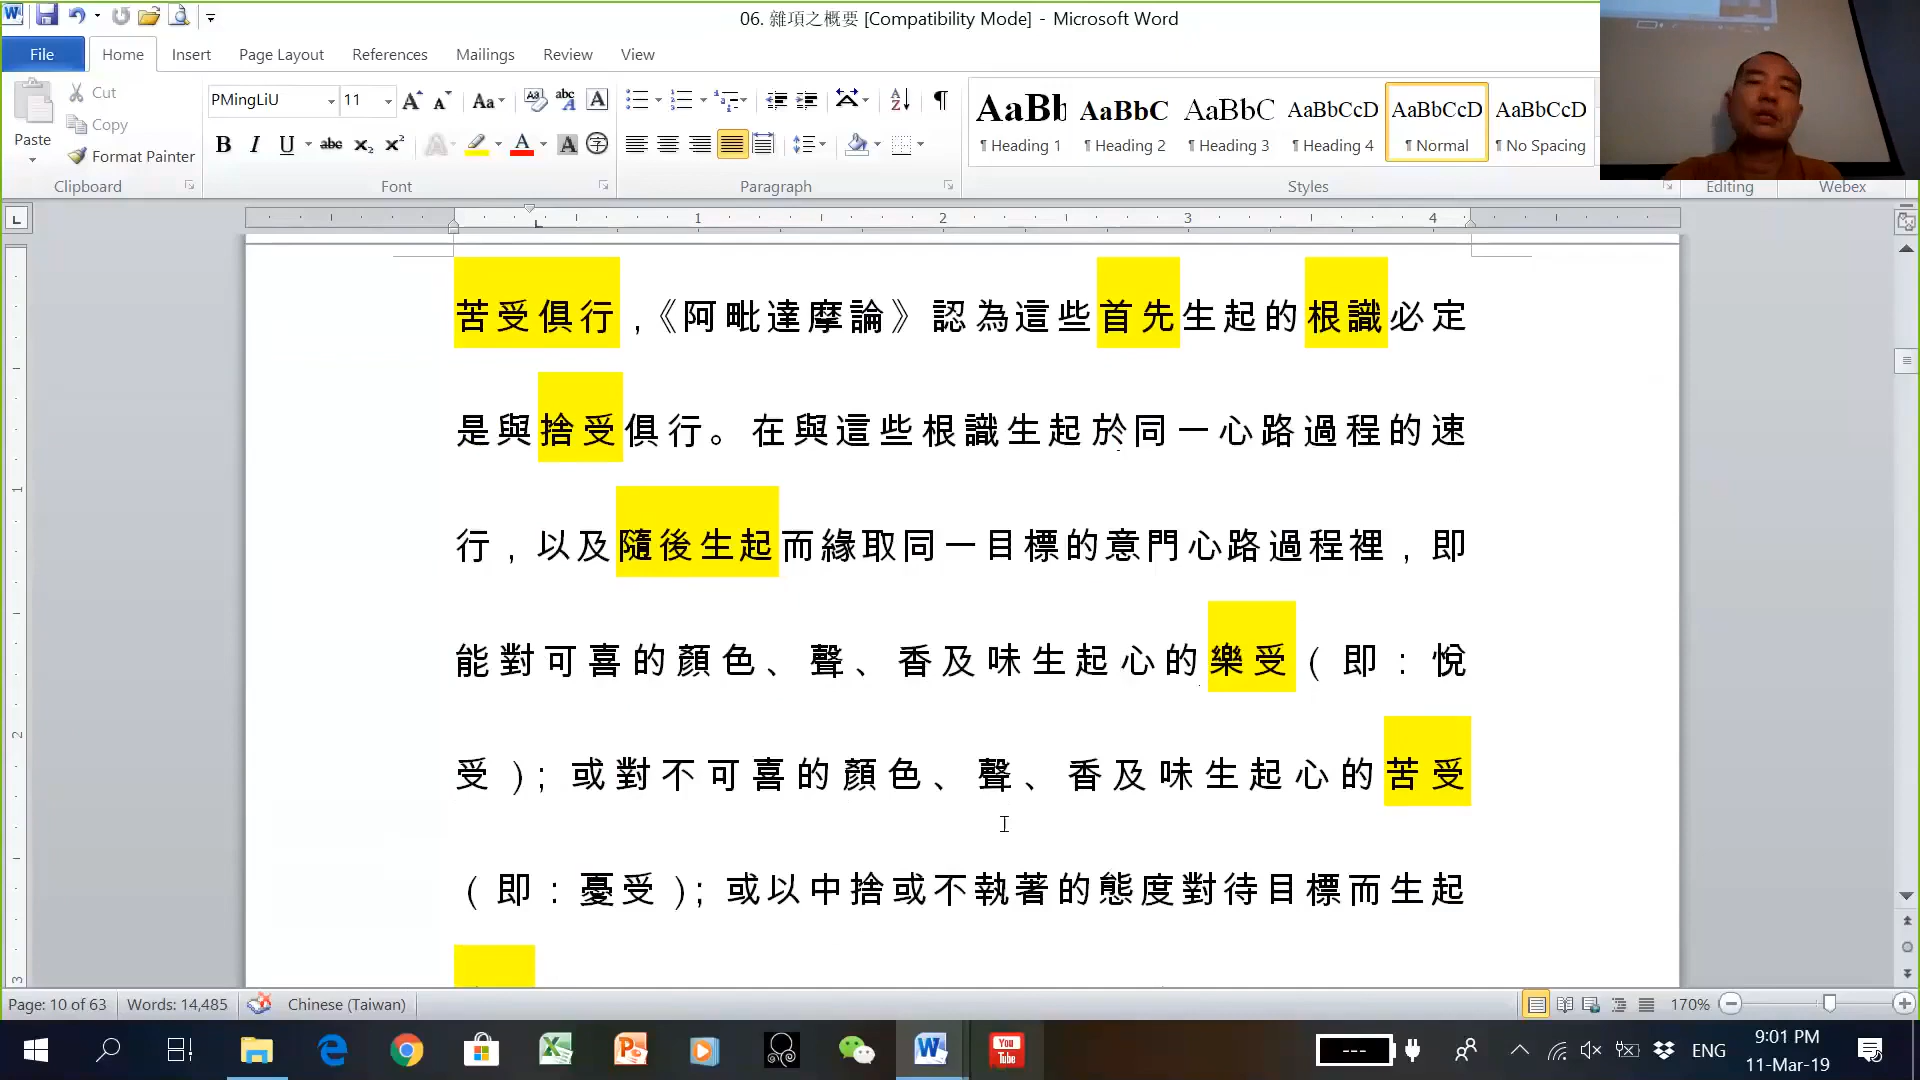 06. 雜項之概要 [Compatibility Mode] - Microsoft Word
File Home Insert Page Layout References Mailings Review View
Paste Cut Copy Format Painter
PMingLiU 11
AaBb AaBbC AaBbC AaBbCcD AaBbCcD AaBbCcD
¶ Heading 1 ¶ Heading 2 ¶ Heading 3 ¶ Heading 4 ¶ Normal ¶ No Spacing
Clipboard Font Paragraph Styles Editing Webex
1 2 3 4
苦受俱行,《阿毗達摩論》認為這些首先生起的根識必定
是與捨受俱行。在與這些根識生起於同一心路過程的速
行，以及隨後生起而緣取同一目標的意門心路過程裡，即
能對可喜的顏色、聲、香及味生起心的樂受（即：悅
受）；或對不可喜的顏色、聲、香及味生起心的苦受
（即：憂受）；或以中捨或不執著的態度對待目標而生起
Page: 10 of 63 Words: 14,485 Chinese (Taiwan) 170%
ENG 9:01 PM
11-Mar-19